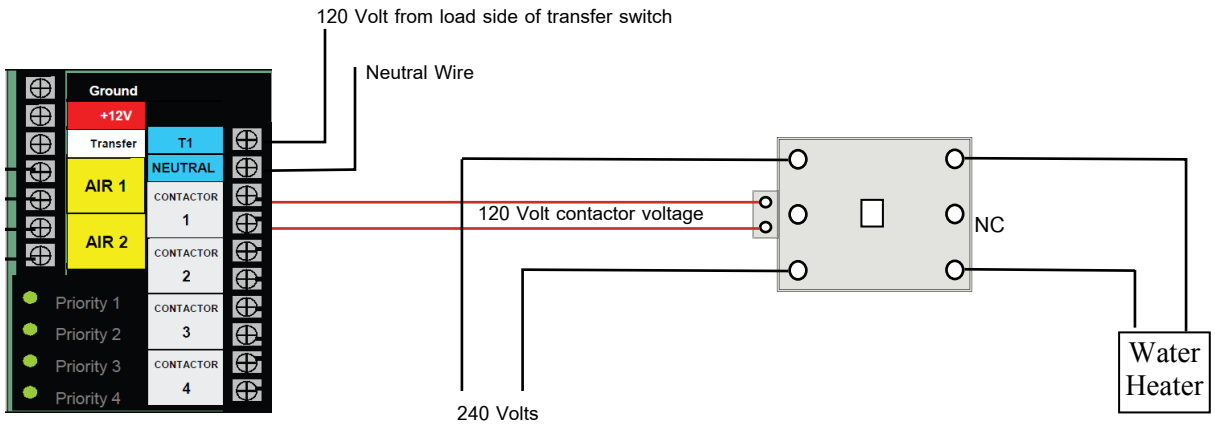 120 Volt from load side of transfer switch
Neutral Wire
Ground
+12V
Transfer
T1
NEUTRAL
AIR 1
CONTACTOR
1
AIR 2
CONTACTOR
2
CONTACTOR
3
CONTACTOR
4
Priority 1
Priority 2
Priority 3
Priority 4
120 Volt contactor voltage
NC
240 Volts
Water
Heater